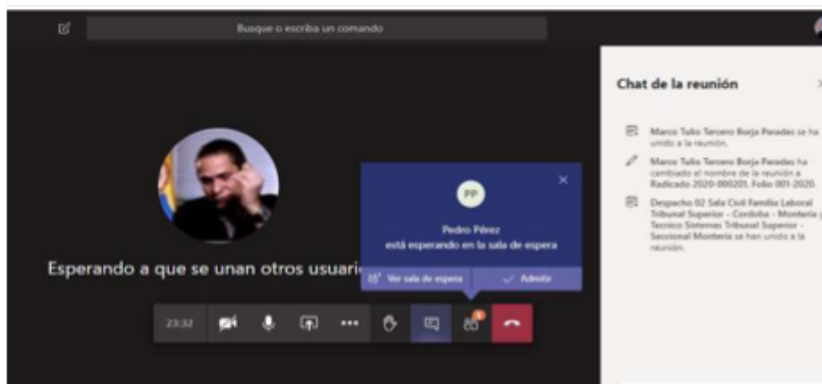 Busque o escriba un comando
Esperando a que se unan otros usuari
PP
Pedro Pérez
está esperando en la sala de espera
Ver sala de espera
Admitir
23:32
Chat de la reunión
Marco Tulio Tercero Borja Paradas se ha
unido a la reunión.
Marco Tulio Tercero Borja Paradas ha
cambiado el nombre de la reunión a
Radicado 2020-000201. Folio 001-2020.
Despacho 02 Sala Civil Familia Laboral
Tribunal Superior - Cordoba - Monteria y
Tecnico Sistemas Tribunal Superior -
Seccional Monteria se han unido a la
reunión.